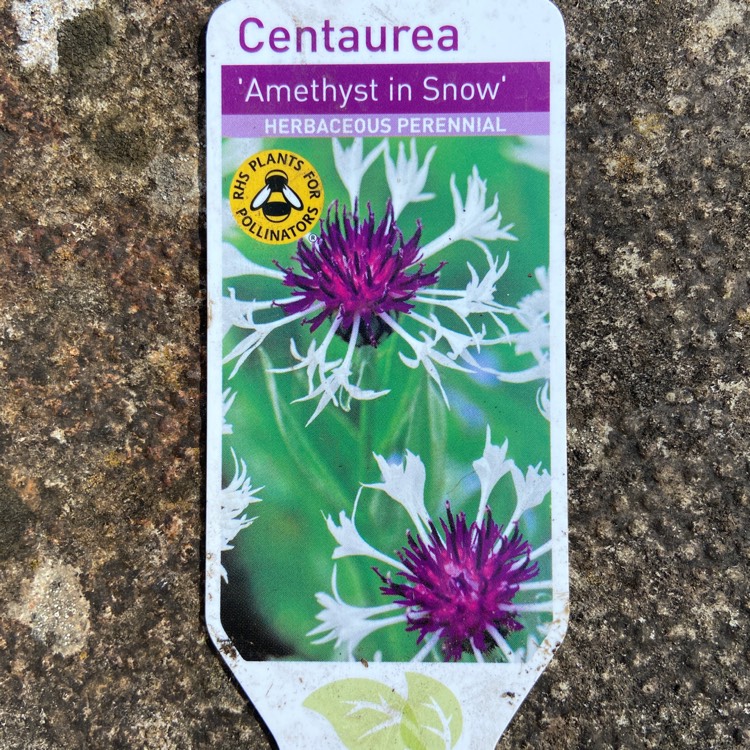 Centaurea
'Amethyst in Snow'
HERBACEOUS PERENNIAL
RHS PLANTS FOR
POLLINATORS
®